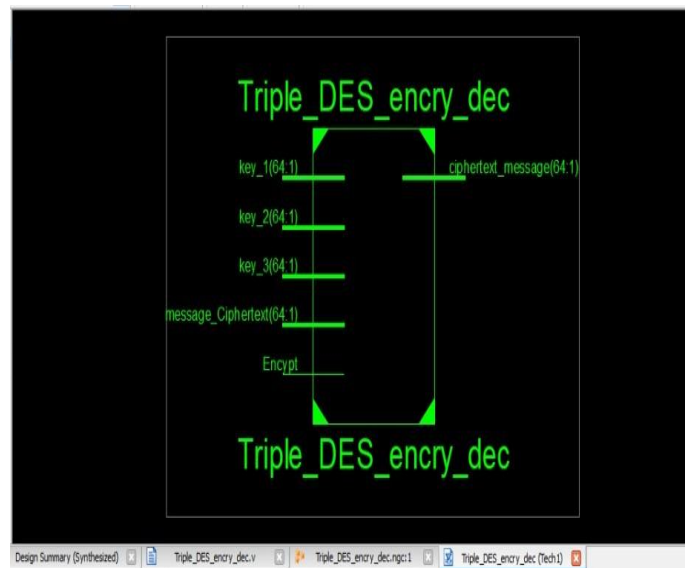 Triple_DES_encry_dec
key_1(64:1)
ciphertext_message(64:1)
key_2(64:1)
key_3(64:1)
message_Ciphertext(64:1)
Encypt
Triple_DES_encry_dec
Design Summary (Synthesized)
Triple_DES_encry_dec.v
Triple_DES_encry_dec.ngc:1
Triple_DES_encry_dec (Tech1)